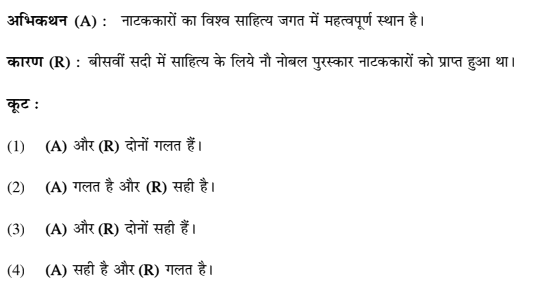 अभिकथन (A) : नाटककारों का विश्व साहित्य जगत में महत्वपूर्ण स्थान है।
कारण (R) : बीसवीं सदी में साहित्य के लिये नौ नोबल पुरस्कार नाटककारों को प्राप्त हुआ था।
कूट :
(1) (A) और (R) दोनों गलत हैं।
(2) (A) गलत है और (R) सही है।
(3) (A) और (R) दोनों सही हैं।
(4) (A) सही है और (R) गलत है।